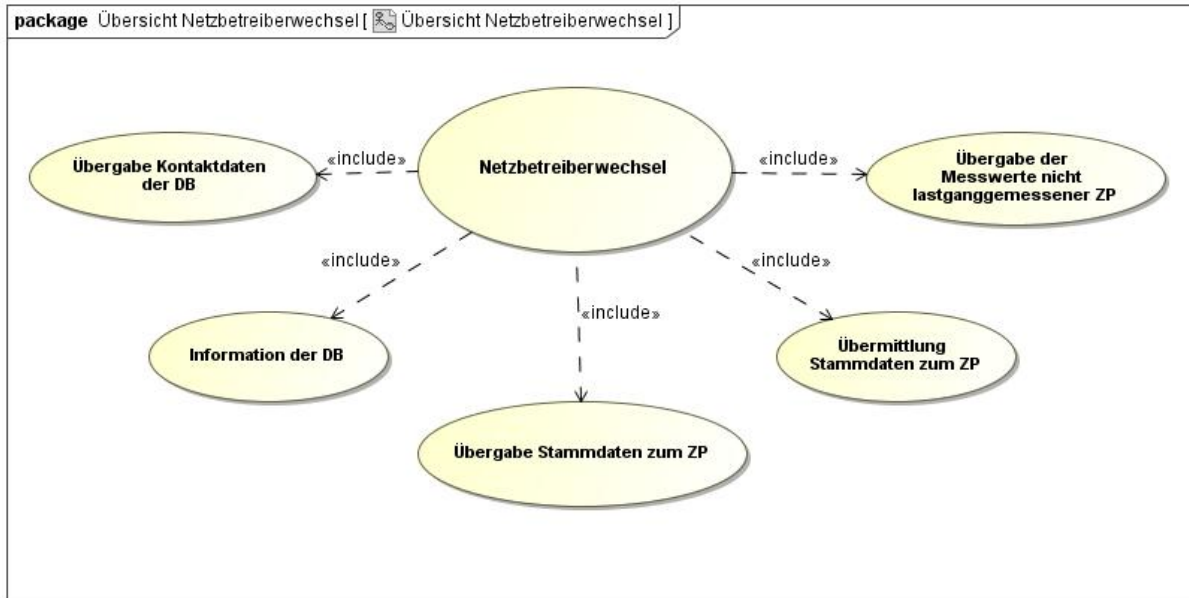 package Übersicht Netzbetreiberwechsel [ Übersicht Netzbetreiberwechsel ]
Netzbetreiberwechsel
«include»
Übergabe Kontaktdaten
der DB
«include»
Übergabe der
Messwerte nicht
lastganggemessener ZP
«include»
Information der DB
«include»
Übergabe Stammdaten zum ZP
«include»
Übermittlung
Stammdaten zum ZP